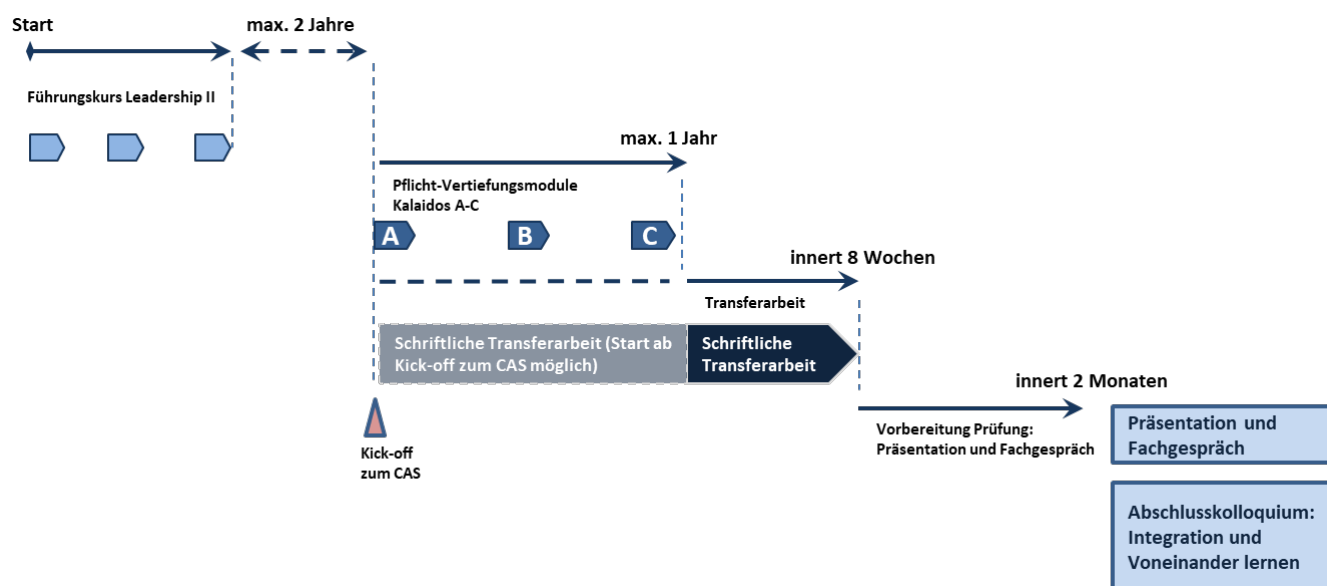 Start
max. 2 Jahre
Führungskurs Leadership II
max. 1 Jahr
Pflicht-Vertiefungsmodule
Kalaidos A-C
A
B
C
innert 8 Wochen
Transferarbeit
Schriftliche Transferarbeit (Start ab
Kick-off zum CAS möglich)
Schriftliche
Transferarbeit
Kick-off
zum CAS
innert 2 Monaten
Vorbereitung Prüfung:
Präsentation und Fachgespräch
Präsentation und
Fachgespräch
Abschlusskolloquium:
Integration und
Voneinander lernen